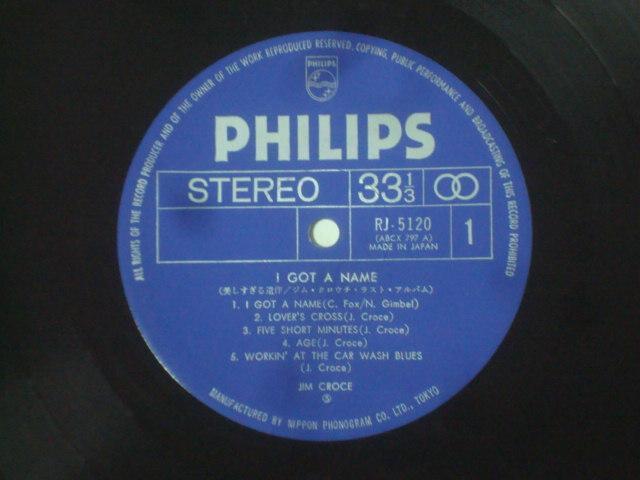 ALL RIGHTS OF THE RECORD PRODUCER AND OF THE OWNER OF THE WORK REPRODUCED RESERVED. COPYING, PUBLIC PERFORMANCE AND BROADCASTING OF THIS RECORD PROHIBITED
PHILIPS
PHILIPS
STEREO 33 1/3
RJ-5120
(ABCX 797 A)
MADE IN JAPAN
1
I GOT A NAME
(美しすぎる遺作/ジム・クロウチ・ラスト・アルバム)
1. I GOT A NAME(C. Fox/N. Gimbel)
2. LOVER'S CROSS(J. Croce)
3. FIVE SHORT MINUTES(J. Croce)
4. AGE(J. Croce)
5. WORKIN' AT THE CAR WASH BLUES
(J. Croce)
JIM CROCE
Ⓢ
MANUFACTURED BY NIPPON PHONOGRAM CO. LTD., TOKYO